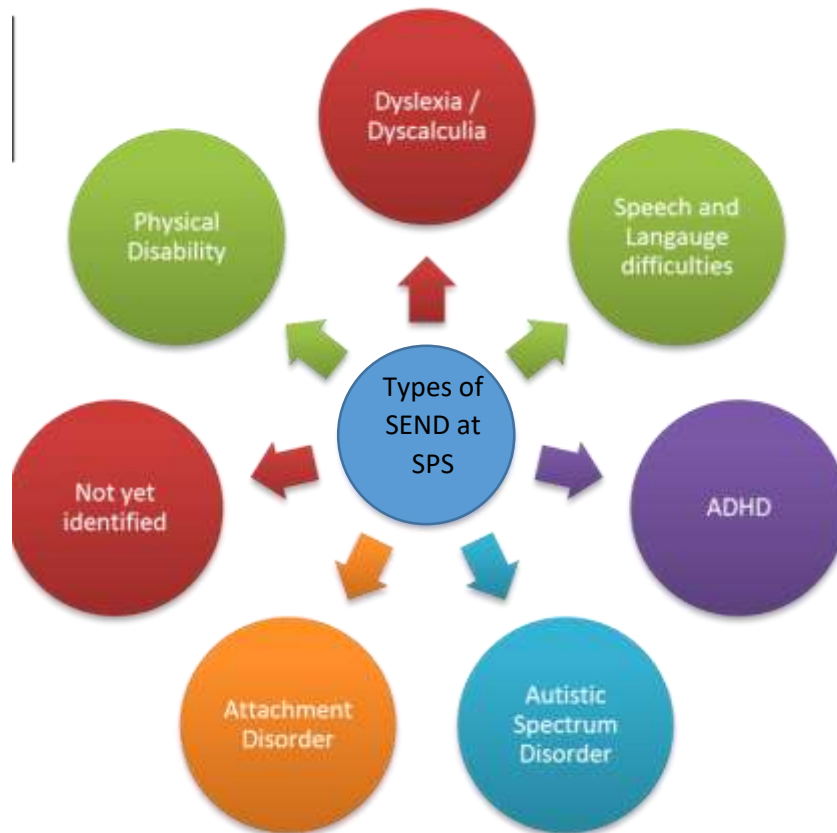 Dyslexia /
Dyscalculia
Speech and
Langauge
difficulties
ADHD
Autistic
Spectrum
Disorder
Attachment
Disorder
Not yet
identified
Physical
Disability
Types of
SEND at
SPS